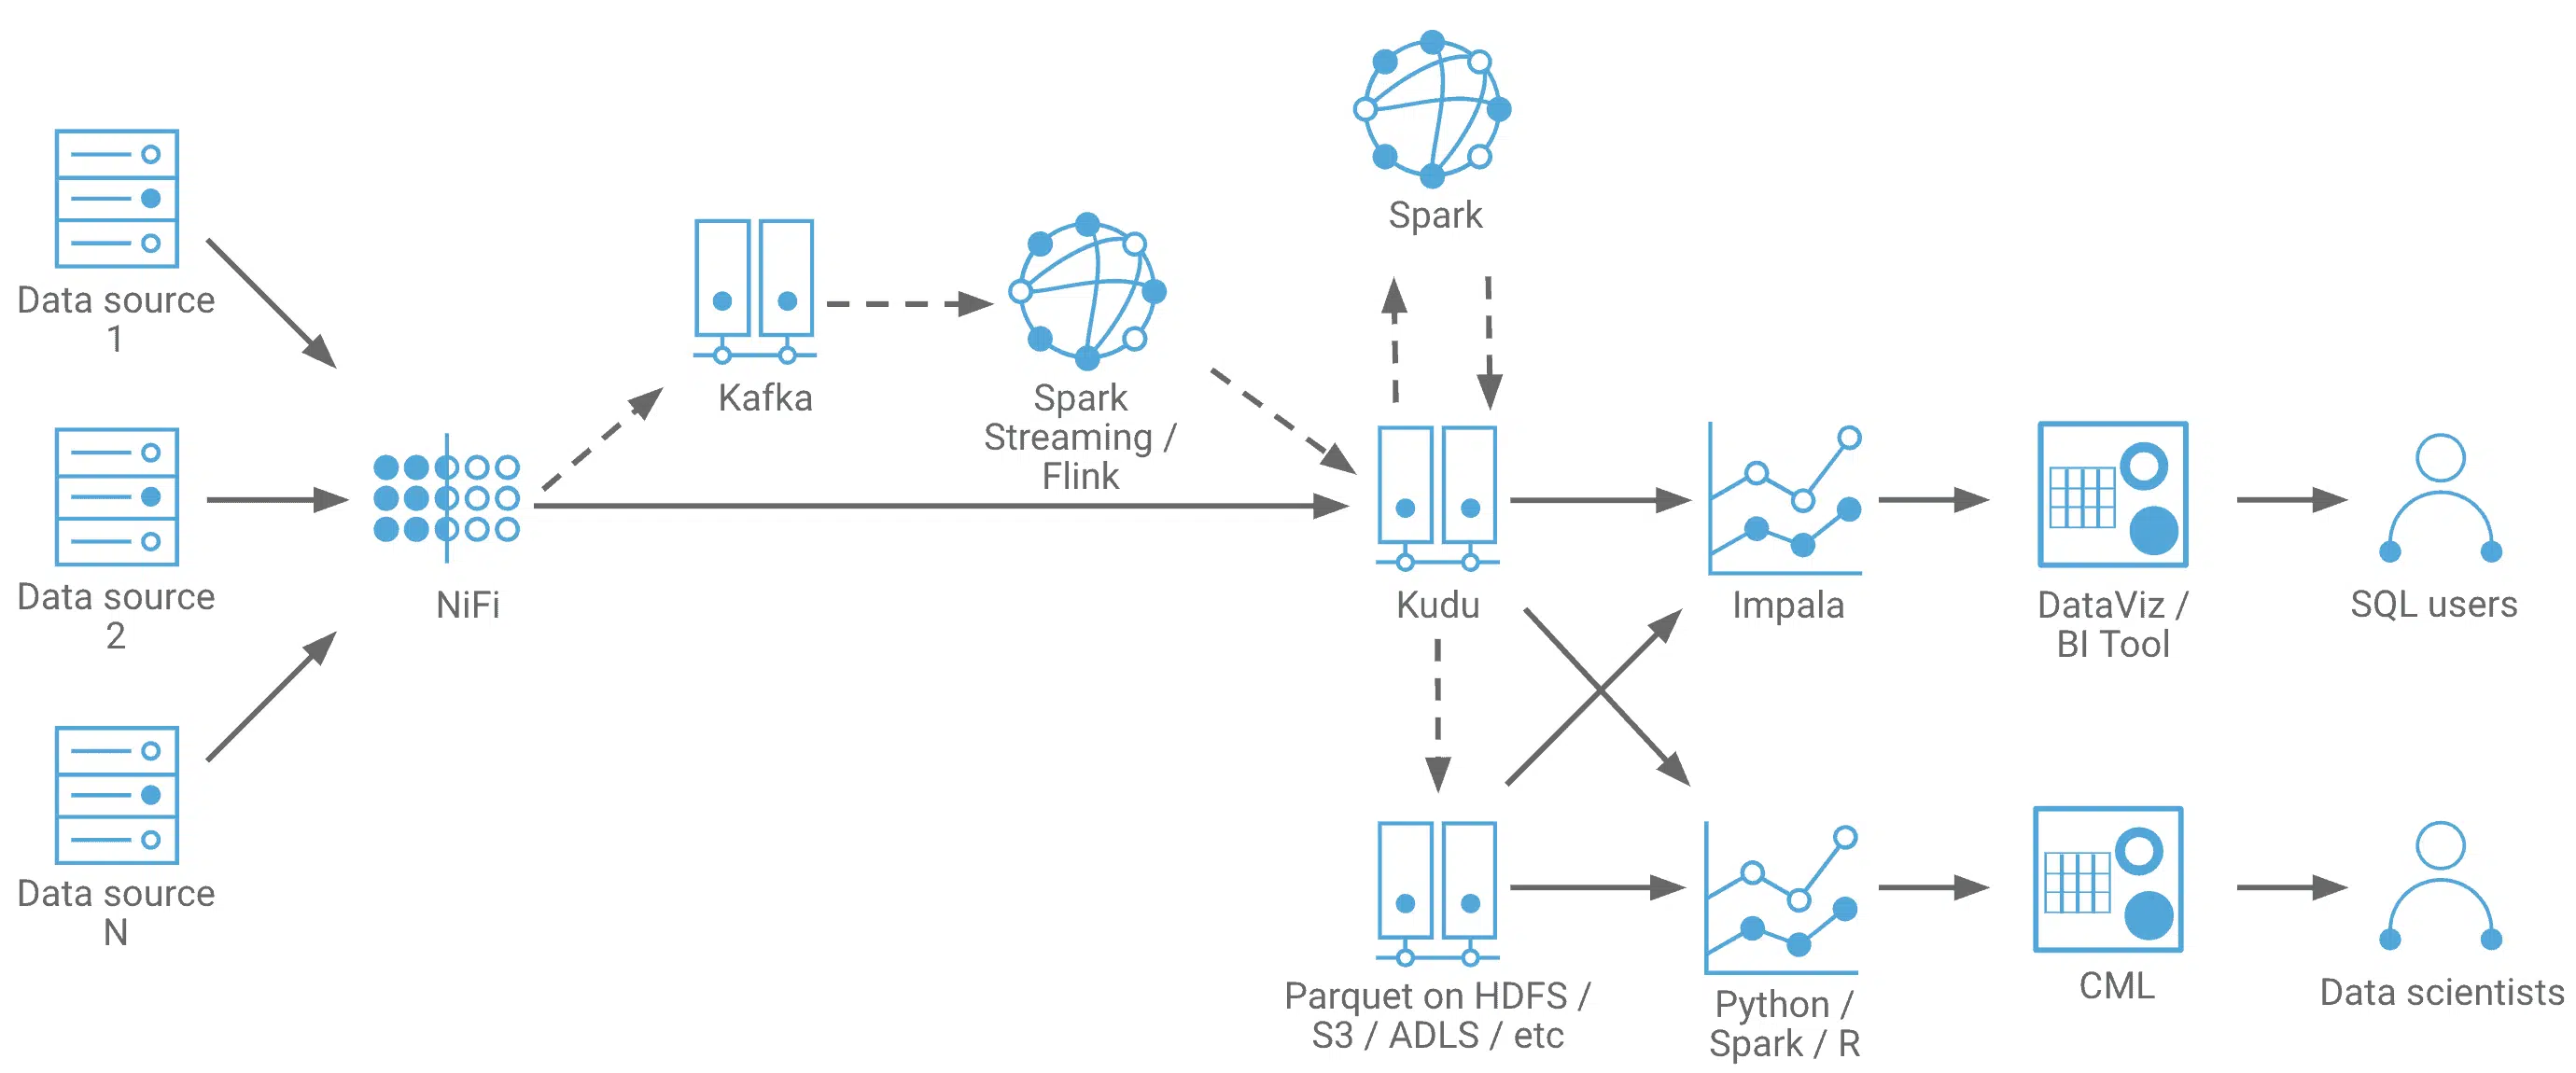 Spark
Data source
1
Kafka
Spark
Streaming /
Flink
Data source
2
NiFi
Kudu
Impala
DataViz /
BI Tool
SQL users
Data source
N
Parquet on HDFS /
S3 / ADLS / etc
Python /
Spark / R
CML
Data scientists